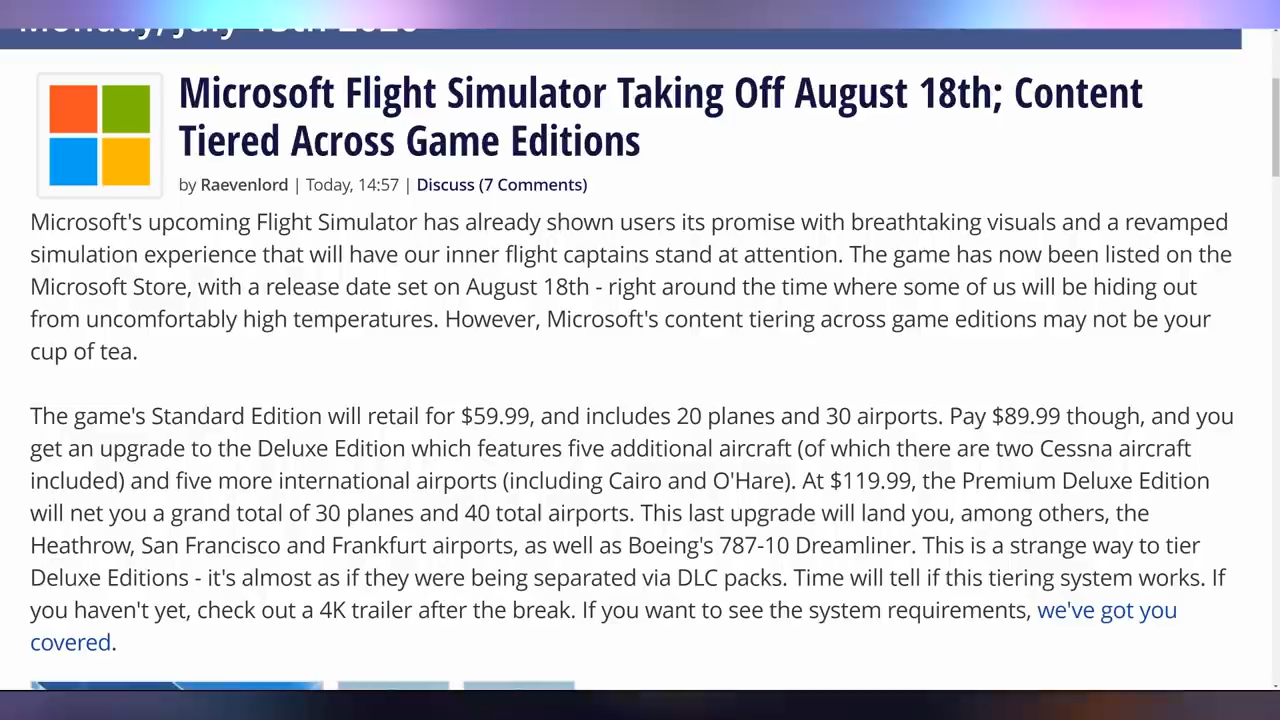 Monday, July 13th 2020
Microsoft Flight Simulator Taking Off August 18th; Content
Tiered Across Game Editions
by Raevenlord | Today, 14:57 | Discuss (7 Comments)
Microsoft's upcoming Flight Simulator has already shown users its promise with breathtaking visuals and a revamped
simulation experience that will have our inner flight captains stand at attention. The game has now been listed on the
Microsoft Store, with a release date set on August 18th - right around the time where some of us will be hiding out
from uncomfortably high temperatures. However, Microsoft's content tiering across game editions may not be your
cup of tea.
The game's Standard Edition will retail for $59.99, and includes 20 planes and 30 airports. Pay $89.99 though, and you
get an upgrade to the Deluxe Edition which features five additional aircraft (of which there are two Cessna aircraft
included) and five more international airports (including Cairo and O'Hare). At $119.99, the Premium Deluxe Edition
will net you a grand total of 30 planes and 40 total airports. This last upgrade will land you, among others, the
Heathrow, San Francisco and Frankfurt airports, as well as Boeing's 787-10 Dreamliner. This is a strange way to tier
Deluxe Editions - it's almost as if they were being separated via DLC packs. Time will tell if this tiering system works. If
you haven't yet, check out a 4K trailer after the break. If you want to see the system requirements, we've got you
covered.